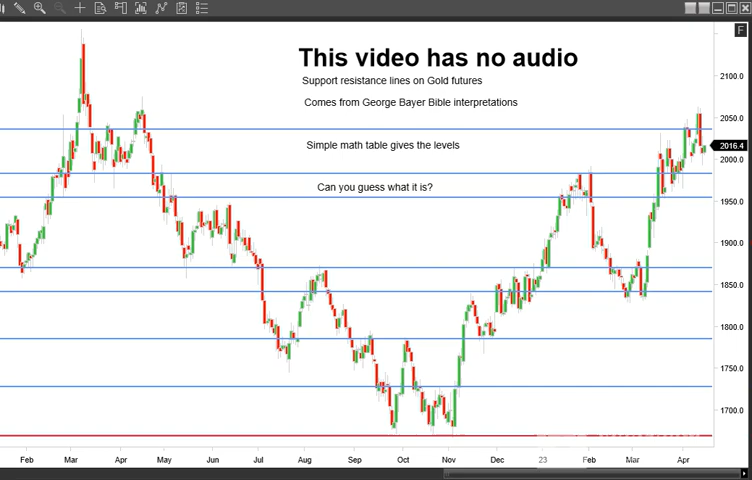 F
This video has no audio
Support resistance lines on Gold futures
Comes from George Bayer Bible interpretations
Simple math table gives the levels
Can you guess what it is?
2100.0
2050.0
2016.4
2000.0
1950.0
1900.0
1850.0
1800.0
1750.0
1700.0
Feb Mar Apr May Jun Jul Aug Sep Oct Nov Dec 23 Feb Mar Apr